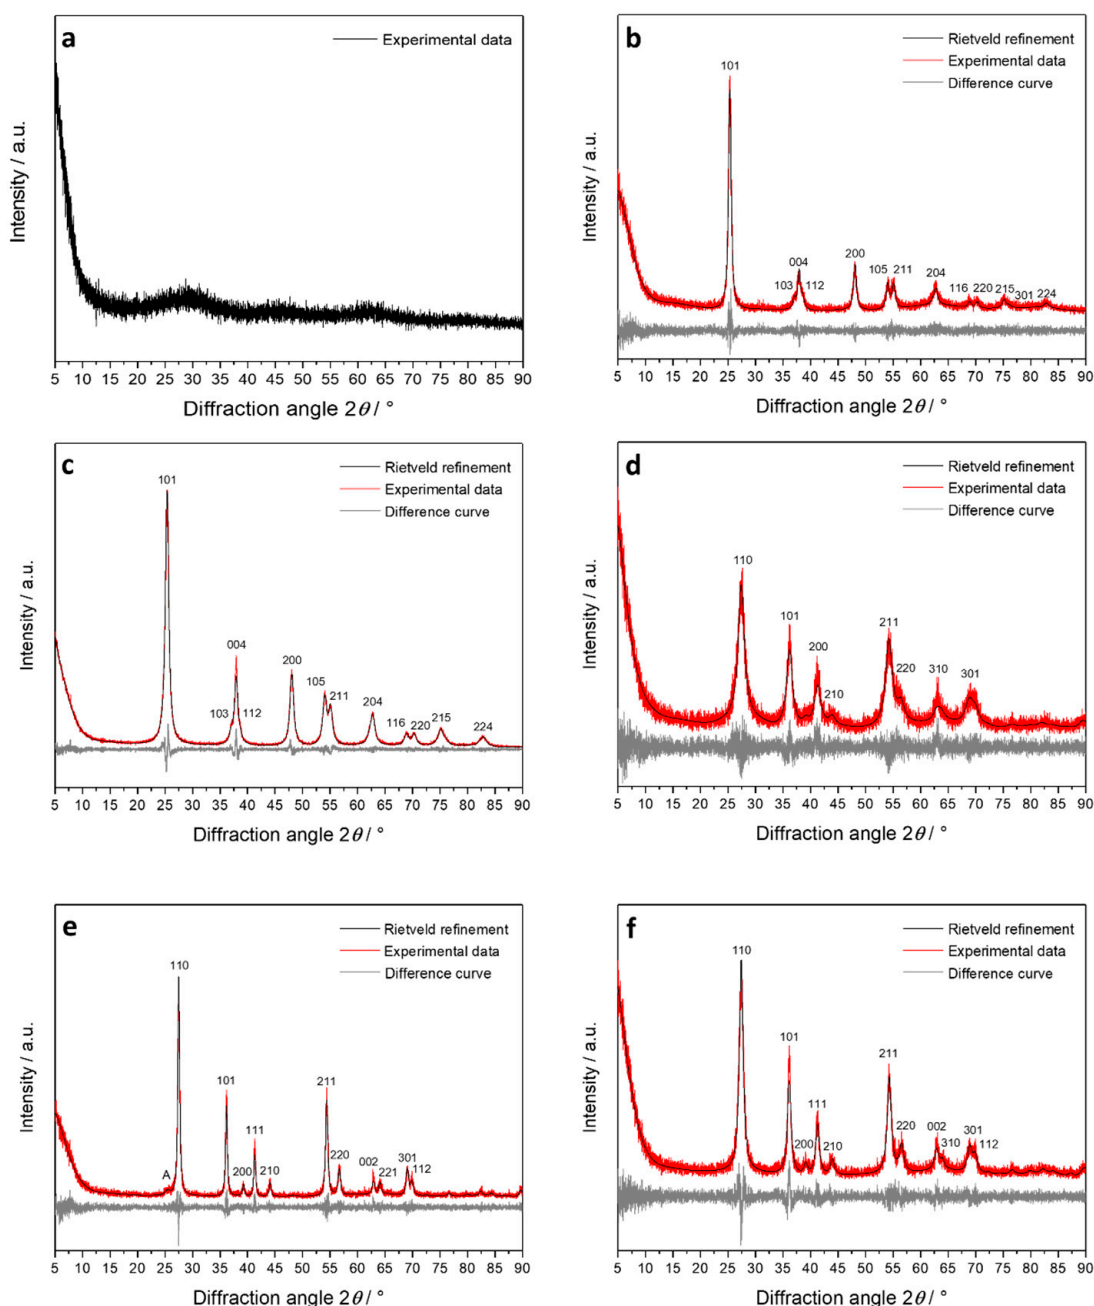 a
Experimental data
Intensity / a.u.
5 10 15 20 25 30 35 40 45 50 55 60 65 70 75 80 85 90
Diffraction angle 2θ / °
b
Rietveld refinement
Experimental data
Difference curve
Intensity / a.u.
101
103
004
112
200
105
211
204
116
220
215
301
224
5 10 15 20 25 30 35 40 45 50 55 60 65 70 75 80 85 90
Diffraction angle 2θ / °
c
Rietveld refinement
Experimental data
Difference curve
Intensity / a.u.
101
103
004
112
200
105
211
204
116
220
215
224
5 10 15 20 25 30 35 40 45 50 55 60 65 70 75 80 85 90
Diffraction angle 2θ / °
d
Rietveld refinement
Experimental data
Difference curve
Intensity / a.u.
110
101
200
210
211
220
310
301
5 10 15 20 25 30 35 40 45 50 55 60 65 70 75 80 85 90
Diffraction angle 2θ / °
e
Rietveld refinement
Experimental data
Difference curve
Intensity / a.u.
A
110
101
200
111
210
211
220
002
221
301
112
5 10 15 20 25 30 35 40 45 50 55 60 65 70 75 80 85 90
Diffraction angle 2θ / °
f
Rietveld refinement
Experimental data
Difference curve
Intensity / a.u.
110
101
200
111
210
211
220
002
310
301
112
5 10 15 20 25 30 35 40 45 50 55 60 65 70 75 80 85 90
Diffraction angle 2θ / °